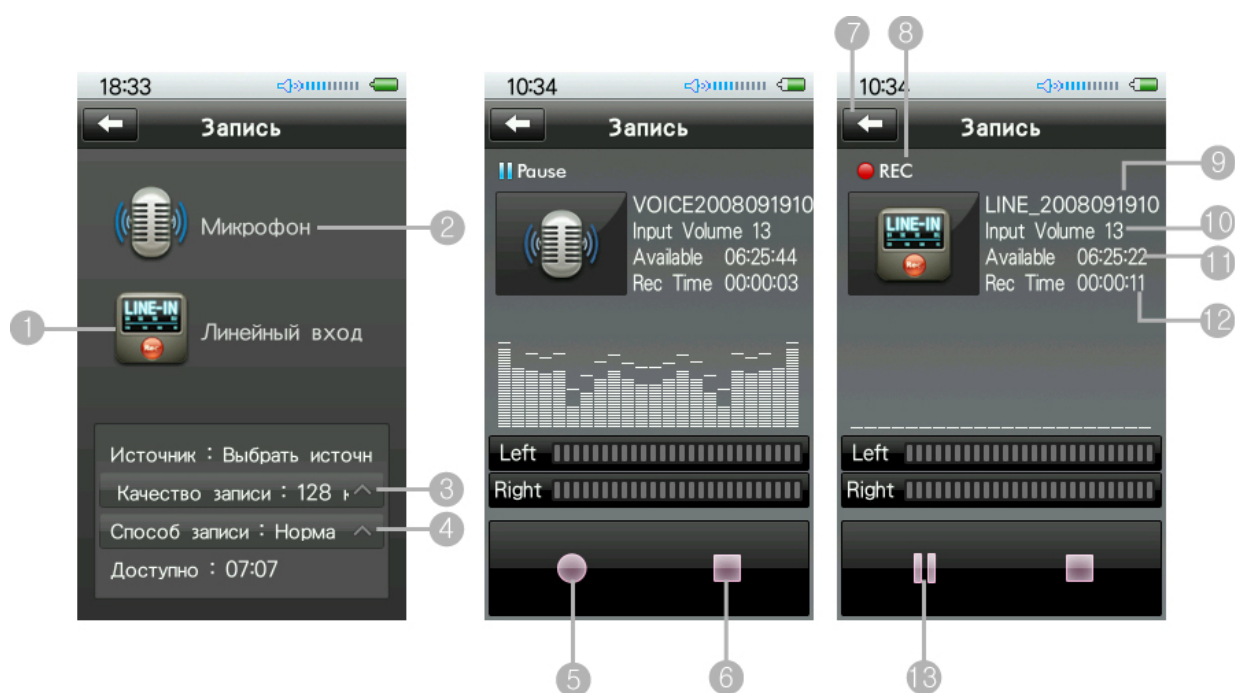 7 8
18:33
Запись
Микрофон
2
LINE-IN
Rec
1
Линейный вход
Источник : Выбрать источн
Качество записи : 128
3
Способ записи : Норма
4
Доступно : 07:07
10:34
Запись
Pause
VOICE2008091910
Input Volume 13
Available 06:25:44
Rec Time 00:00:03
Left
Right
5 6
10:34
Запись
REC
9
LINE-IN
Rec
LINE_2008091910
Input Volume 13
10
Available 06:25:22
11
Rec Time 00:00:11
12
Left
Right
13